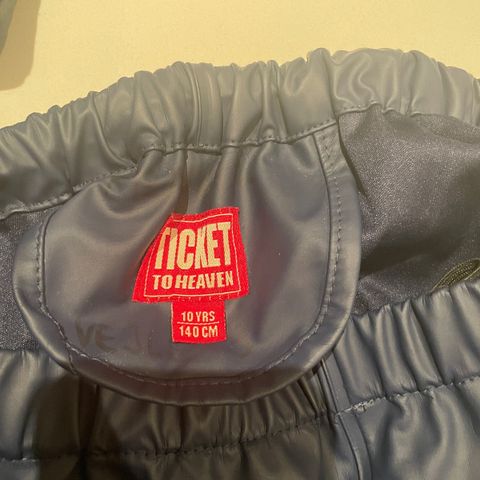 TICKET
TO HEAVEN
10 YRS
140 CM